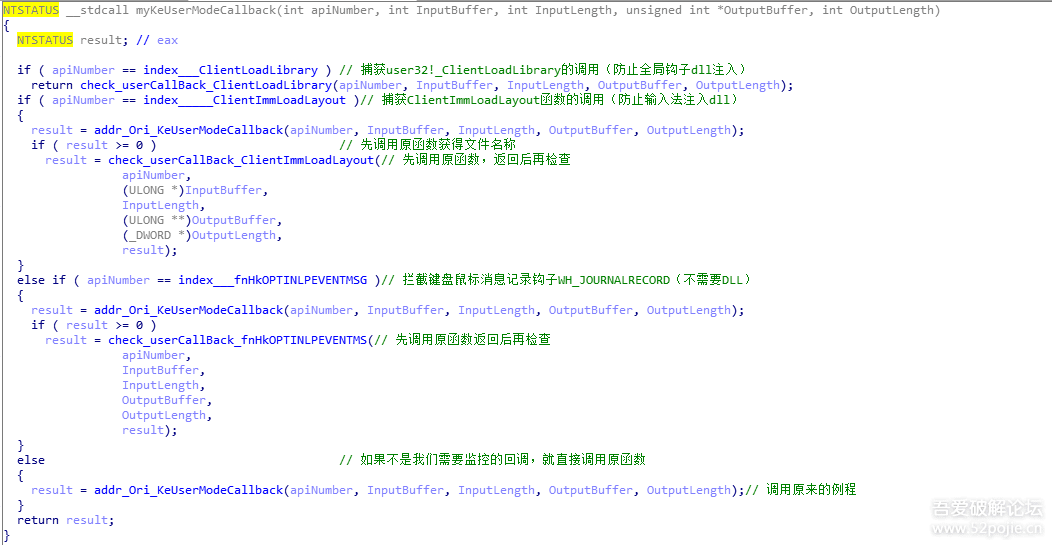 NTSTATUS __stdcall myKeUserModeCallback(int apiNumber, int InputBuffer, int InputLength, unsigned int *OutputBuffer, int OutputLength)
{
  NTSTATUS result; // eax

  if ( apiNumber == index___ClientLoadLibrary ) // 捕获user32!_ClientLoadLibrary的调用（防止全局钩子dll注入）
    return check_userCallBack_ClientLoadLibrary(apiNumber, InputBuffer, InputLength, OutputBuffer, OutputLength);
  if ( apiNumber == index_____ClientImmLoadLayout )// 捕获ClientImmLoadLayout函数的调用（防止输入法注入dll）
  {
    result = addr_Ori_KeUserModeCallback(apiNumber, InputBuffer, InputLength, OutputBuffer, OutputLength);
    if ( result >= 0 ) // 先调用原函数获得文件名称
      result = check_userCallBack_ClientImmLoadLayout(// 先调用原函数，返回后再检查
                 apiNumber,
                 (ULONG *)InputBuffer,
                 InputLength,
                 (ULONG **)OutputBuffer,
                 (_DWORD *)OutputLength,
                 result);
  }
  else if ( apiNumber == index___fnHkOPTINLPEVENTMSG )// 拦截键盘鼠标消息记录钩子WH_JOURNALRECORD（不需要DLL）
  {
    result = addr_Ori_KeUserModeCallback(apiNumber, InputBuffer, InputLength, OutputBuffer, OutputLength);
    if ( result >= 0 )
      result = check_userCallBack_fnHkOPTINLPEVENTMS(// 先调用原函数返回后再检查
                 apiNumber,
                 InputBuffer,
                 InputLength,
                 OutputBuffer,
                 OutputLength,
                 result);
  }
  else // 如果不是我们需要监控的回调，就直接调用原函数
  {
    result = addr_Ori_KeUserModeCallback(apiNumber, InputBuffer, InputLength, OutputBuffer, OutputLength);// 调用原来的例程
  }
  return result;
}
吾爱破解论坛
www.52pojie.cn